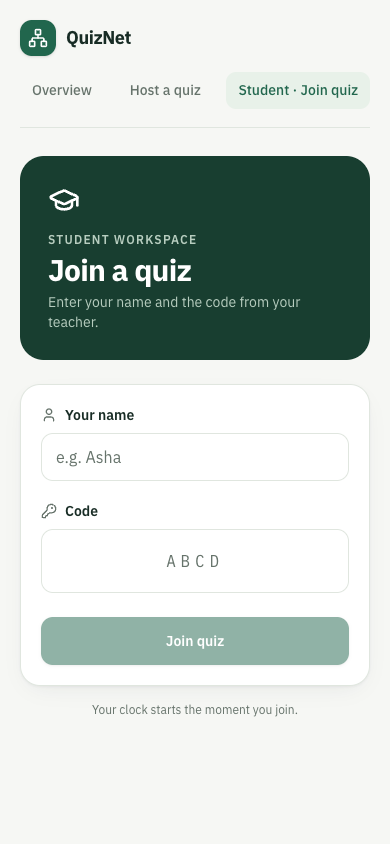 QuizNet
Overview
Host a quiz
Student · Join quiz
STUDENT WORKSPACE
Join a quiz
Enter your name and the code from your
teacher.
Your name
e.g. Asha
Code
ABCD
Join quiz
Your clock starts the moment you join.